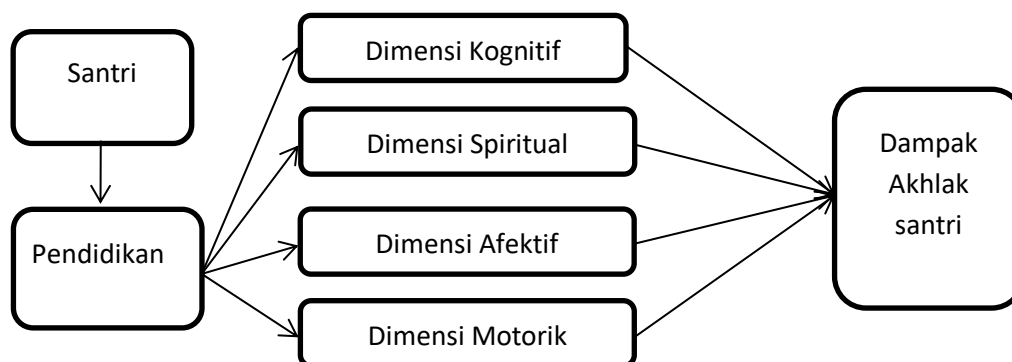 Santri
Pendidikan
Dimensi Kognitif
Dimensi Spiritual
Dimensi Afektif
Dimensi Motorik
Dampak
Akhlak
santri